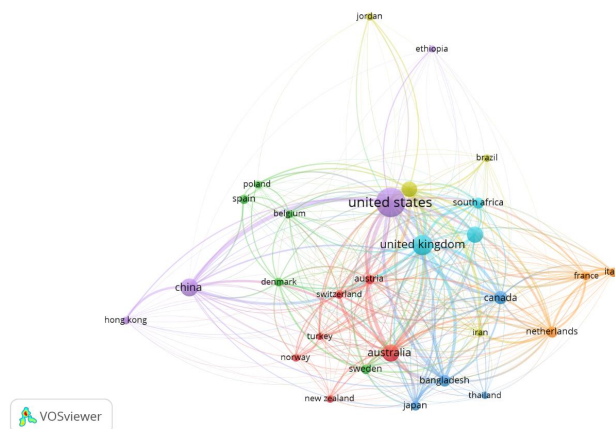 jordan
ethiopia
brazil
poland
spain
united states
south africa
belgium
united kingdom
denmark
austria
france
ita
china
switzerland
canada
hong kong
turkey
iran
netherlands
norway
australia
sweden
bangladesh
new zealand
japan
thailand
VOSviewer